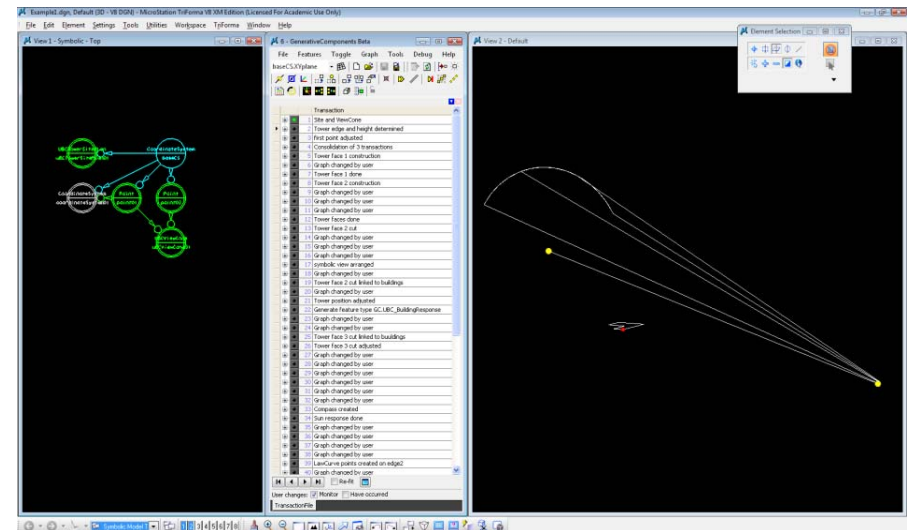 Example1.dgn, Default (3D - V8 DGN) - MicroStation TriForma V8 XM Edition (Licensed For Academic Use Only)
File Edit Element Settings Tools Utilities Workspace TriForma Window Help
View 1 - Symbolic - Top
8 - GenerativeComponents Beta
View 2 - Default
Element Selection
File Features Toggle Graph Tools Debug Help
baseCS.XYplane
Transaction
1 Site and ViewCone
2 Tower edge and height determined
3 first point adjusted
4 Consolidation of 3 transactions
5 Tower face 1 construction
6 Graph changed by user
7 Tower face 1 done
8 Tower face 2 construction
9 Graph changed by user
10 Graph changed by user
11 Graph changed by user
12 Tower faces done
13 Tower face 2 cut
14 Graph changed by user
15 Graph changed by user
16 Graph changed by user
17 symbolic view arranged
18 Graph changed by user
19 Tower face 2 cut linked to buildings
20 Graph changed by user
21 Tower position adjusted
22 Generate feature type GC.UBC_BuildingResponse
23 Graph changed by user
24 Graph changed by user
25 Tower face 3 cut linked to buuldings
26 Tower face 3 cut adjusted
27 Graph changed by user
28 Graph changed by user
29 Graph changed by user
30 Graph changed by user
31 Graph changed by user
32 Graph changed by user
33 Compass created
34 Sun response done
35 Graph changed by user
36 Graph changed by user
37 Graph changed by user
38 Graph changed by user
39 LawCurve points created on edge2
40 Graph changed by user
CoordinateSystem
baseCS
Point
Point
Re-fit
User changes: Monitor Have occurred
TransactionFile
Symbolic Model T
1 2 3 4 5 6 7 8